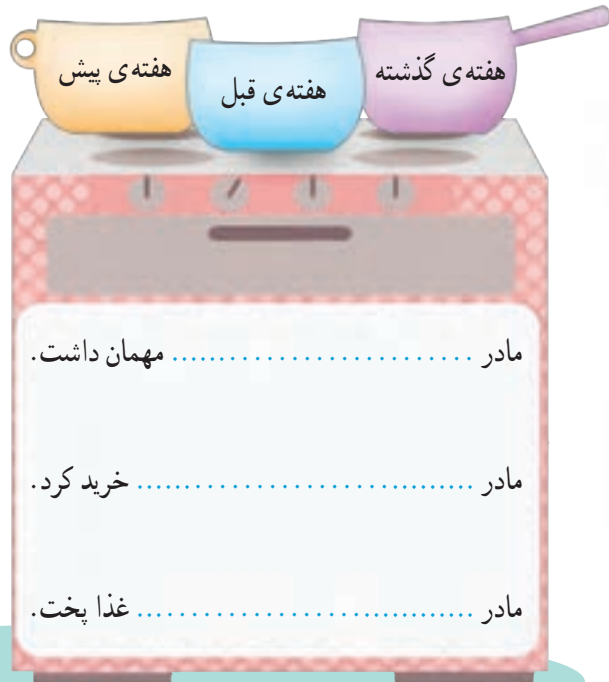 هفته‌ی گذشته
هفته‌ی قبل
هفته‌ی پیش
مادر .............................. مهمان داشت.
مادر .................................. خرید کرد.
مادر .................................. غذا پخت.